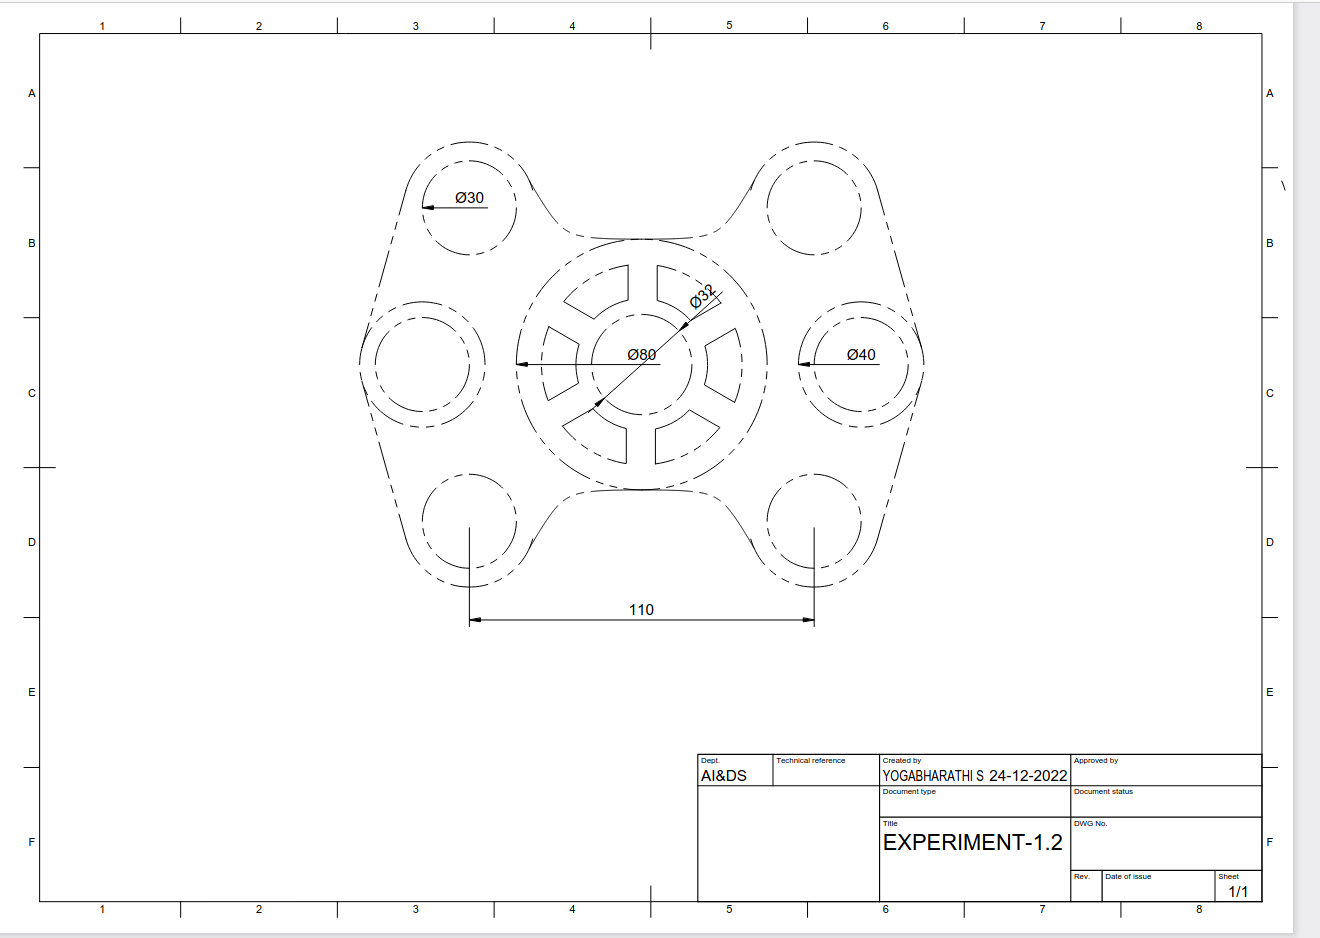 1 2 3 4 5 6 7 8
A A
Ø30
B B
Ø32
Ø80 Ø40
C C
D D
110
E E
Dept. Technical reference Created by Approved by
AI&DS YOGABHARATHI S 24-12-2022
Document type Document status
Title DWG No.
EXPERIMENT-1.2
F F
Rev. Date of issue Sheet
1/1
1 2 3 4 5 6 7 8